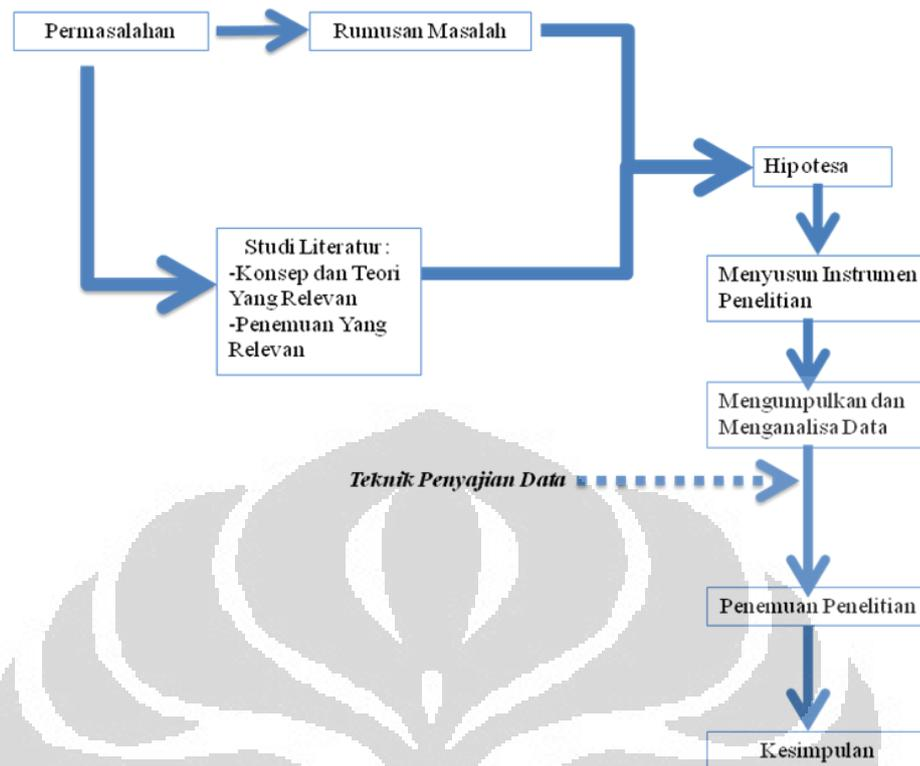 Permasalahan
Rumusan Masalah
Hipotesa
Studi Literatur :
-Konsep dan Teori
Yang Relevan
-Penemuan Yang
Relevan
Menyusun Instrumen
Penelitian
Mengumpulkan dan
Menganalisa Data
Teknik Penyajian Data
Penemuan Penelitian
Kesimpulan